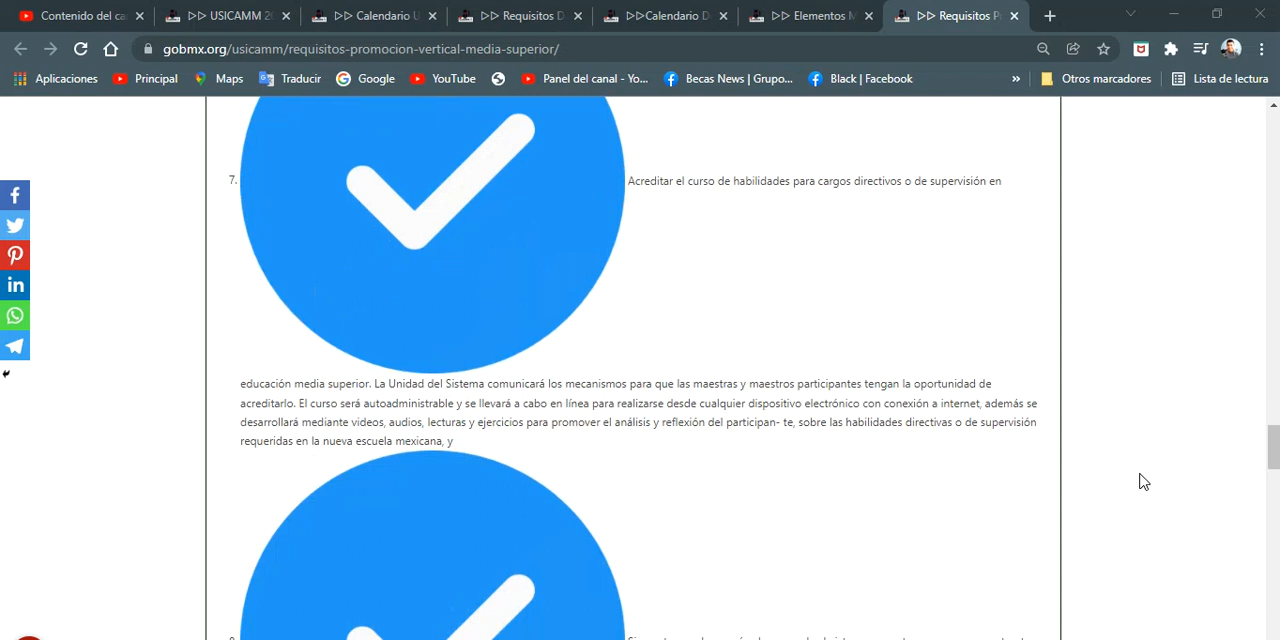 Contenido del ca
▷▷ USICAMM 20
▷▷ Calendario U
▷▷ Requisitos D
▷▷Calendario D
▷▷ Elementos M
▷▷ Requisitos P
gobmx.org/usicamm/requisitos-promocion-vertical-media-superior/
Aplicaciones
Principal
Maps
Traducir
Google
YouTube
Panel del canal - Yo...
Becas News | Grupo...
Black | Facebook
»
Otros marcadores
Lista de lectura
7. Acreditar el curso de habilidades para cargos directivos o de supervisión en
educación media superior. La Unidad del Sistema comunicará los mecanismos para que las maestras y maestros participantes tengan la oportunidad de
acreditarlo. El curso será autoadministrable y se llevará a cabo en línea para realizarse desde cualquier dispositivo electrónico con conexión a internet, además se
desarrollará mediante videos, audios, lecturas y ejercicios para promover el análisis y reflexión del participan- te, sobre las habilidades directivas o de supervisión
requeridas en la nueva escuela mexicana, y